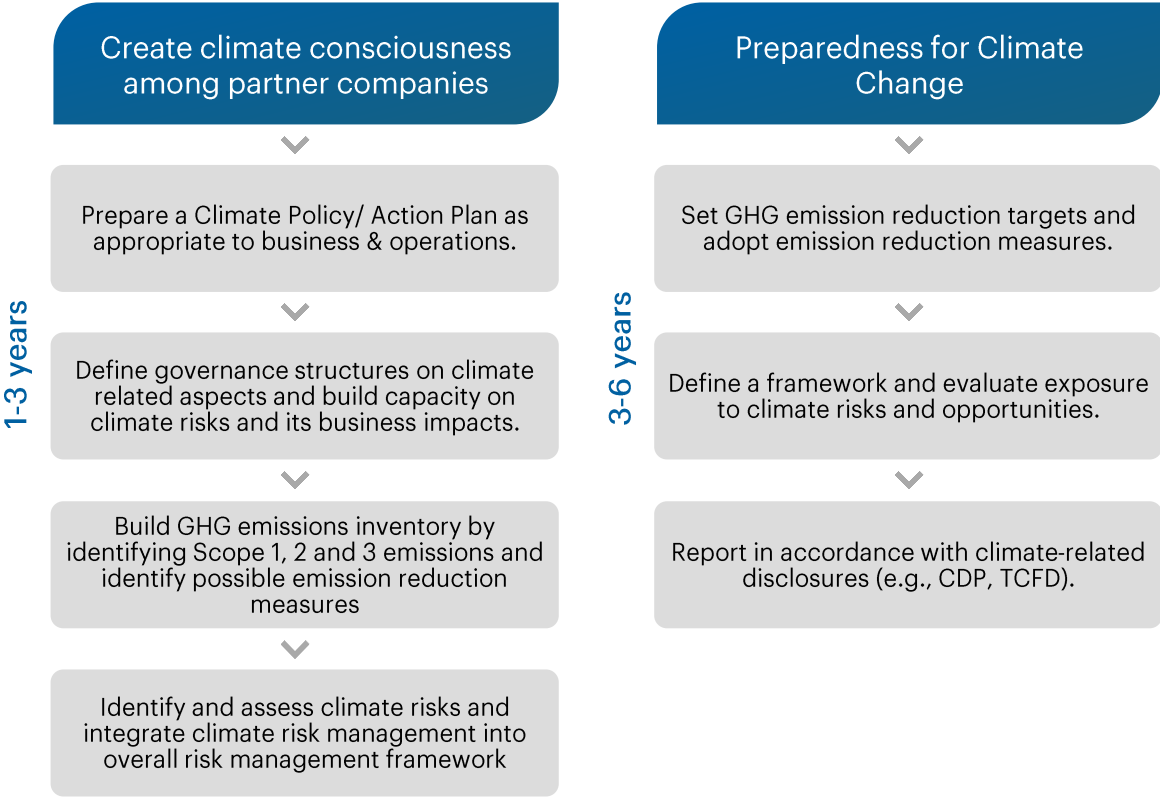 Create climate consciousness
among partner companies
1-3 years
Prepare a Climate Policy/ Action Plan as
appropriate to business & operations.
Define governance structures on climate
related aspects and build capacity on
climate risks and its business impacts.
Build GHG emissions inventory by
identifying Scope 1, 2 and 3 emissions and
identify possible emission reduction
measures
Identify and assess climate risks and
integrate climate risk management into
overall risk management framework
Preparedness for Climate
Change
3-6 years
Set GHG emission reduction targets and
adopt emission reduction measures.
Define a framework and evaluate exposure
to climate risks and opportunities.
Report in accordance with climate-related
disclosures (e.g., CDP, TCFD).